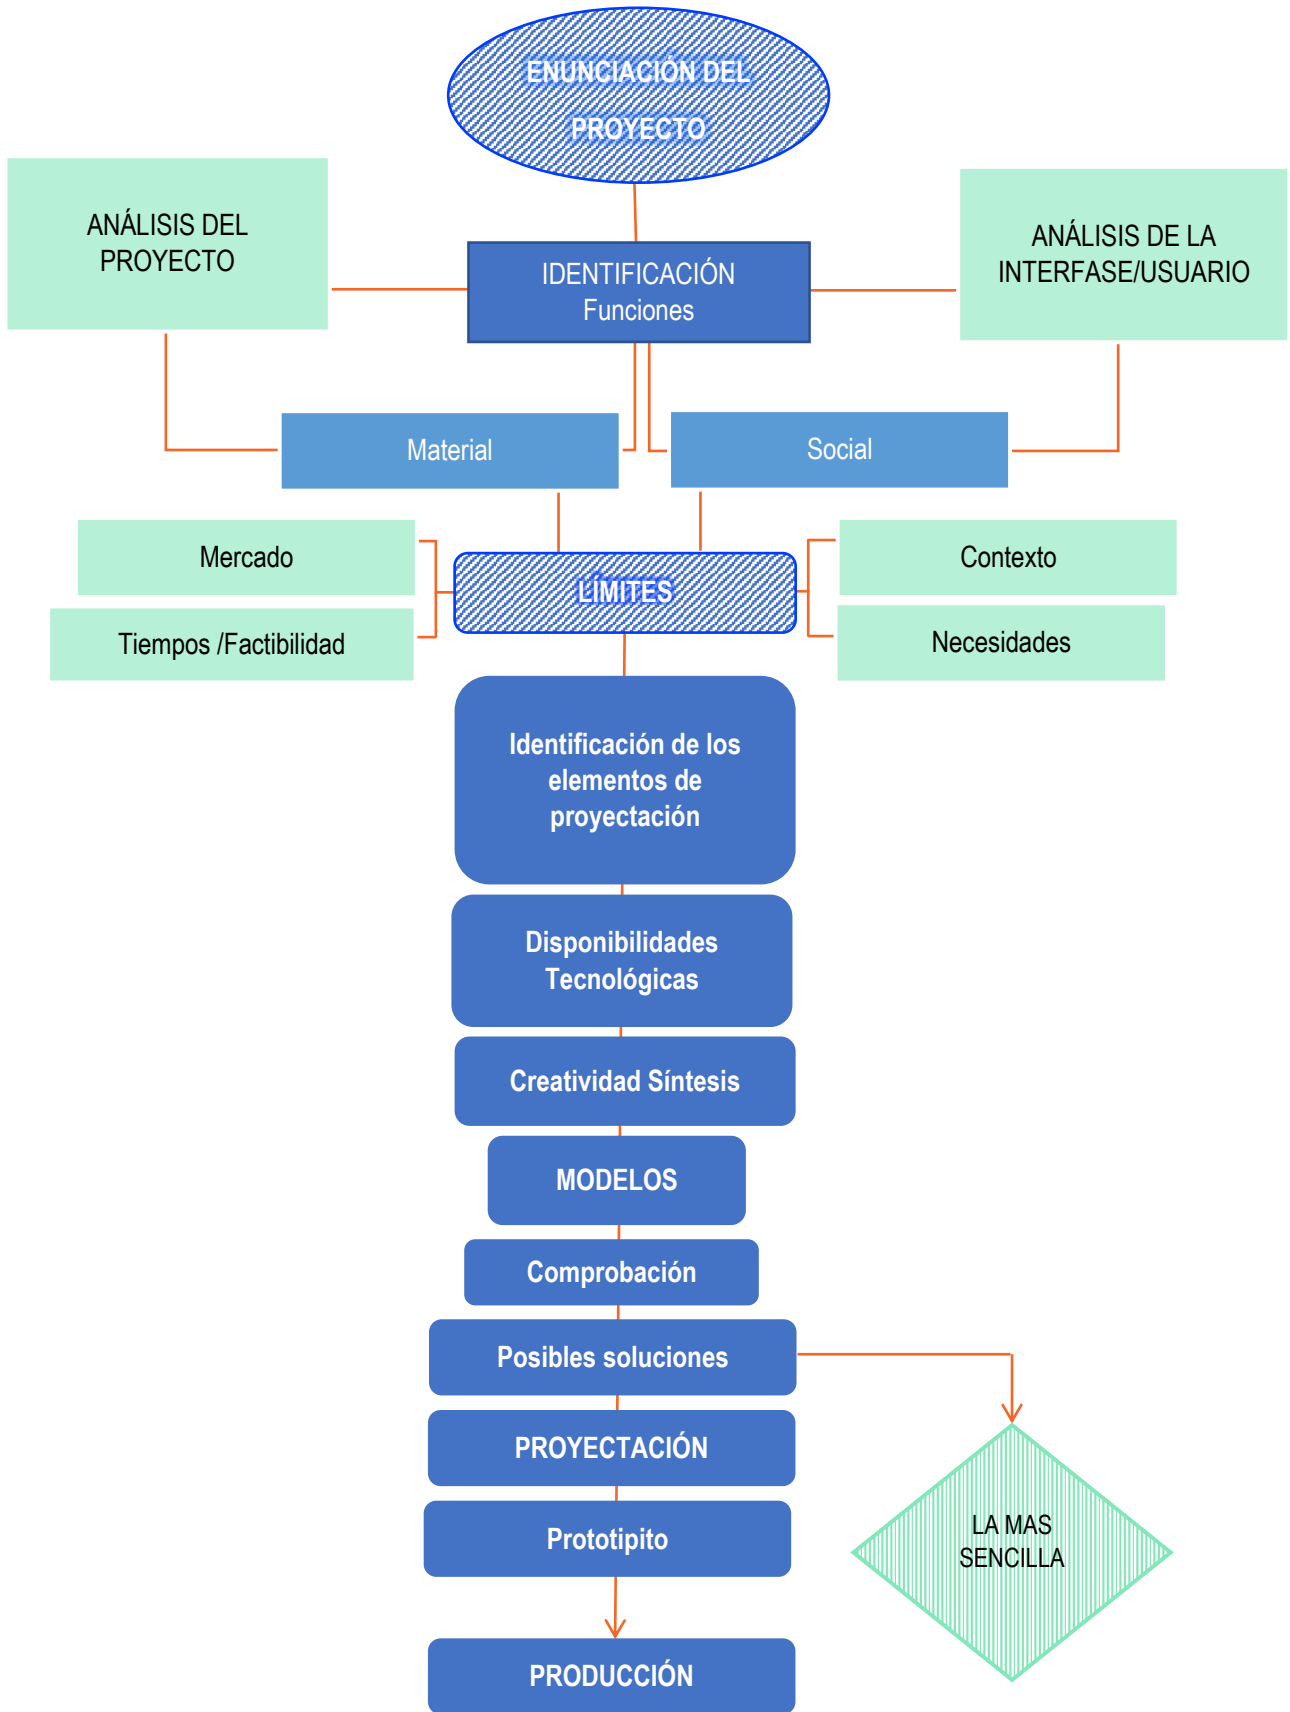 ENUNCIACIÓN DEL
PROYECTO
ANÁLISIS DEL
PROYECTO
IDENTIFICACIÓN
Funciones
ANÁLISIS DE LA
INTERFASE/USUARIO
Material
Social
Mercado
Tiempos /Factibilidad
LÍMITES
Contexto
Necesidades
Identificación de los
elementos de
proyectación
Disponibilidades
Tecnológicas
Creatividad Síntesis
MODELOS
Comprobación
Posibles soluciones
PROYECTACIÓN
Prototipito
LA MAS
SENCILLA
PRODUCCIÓN